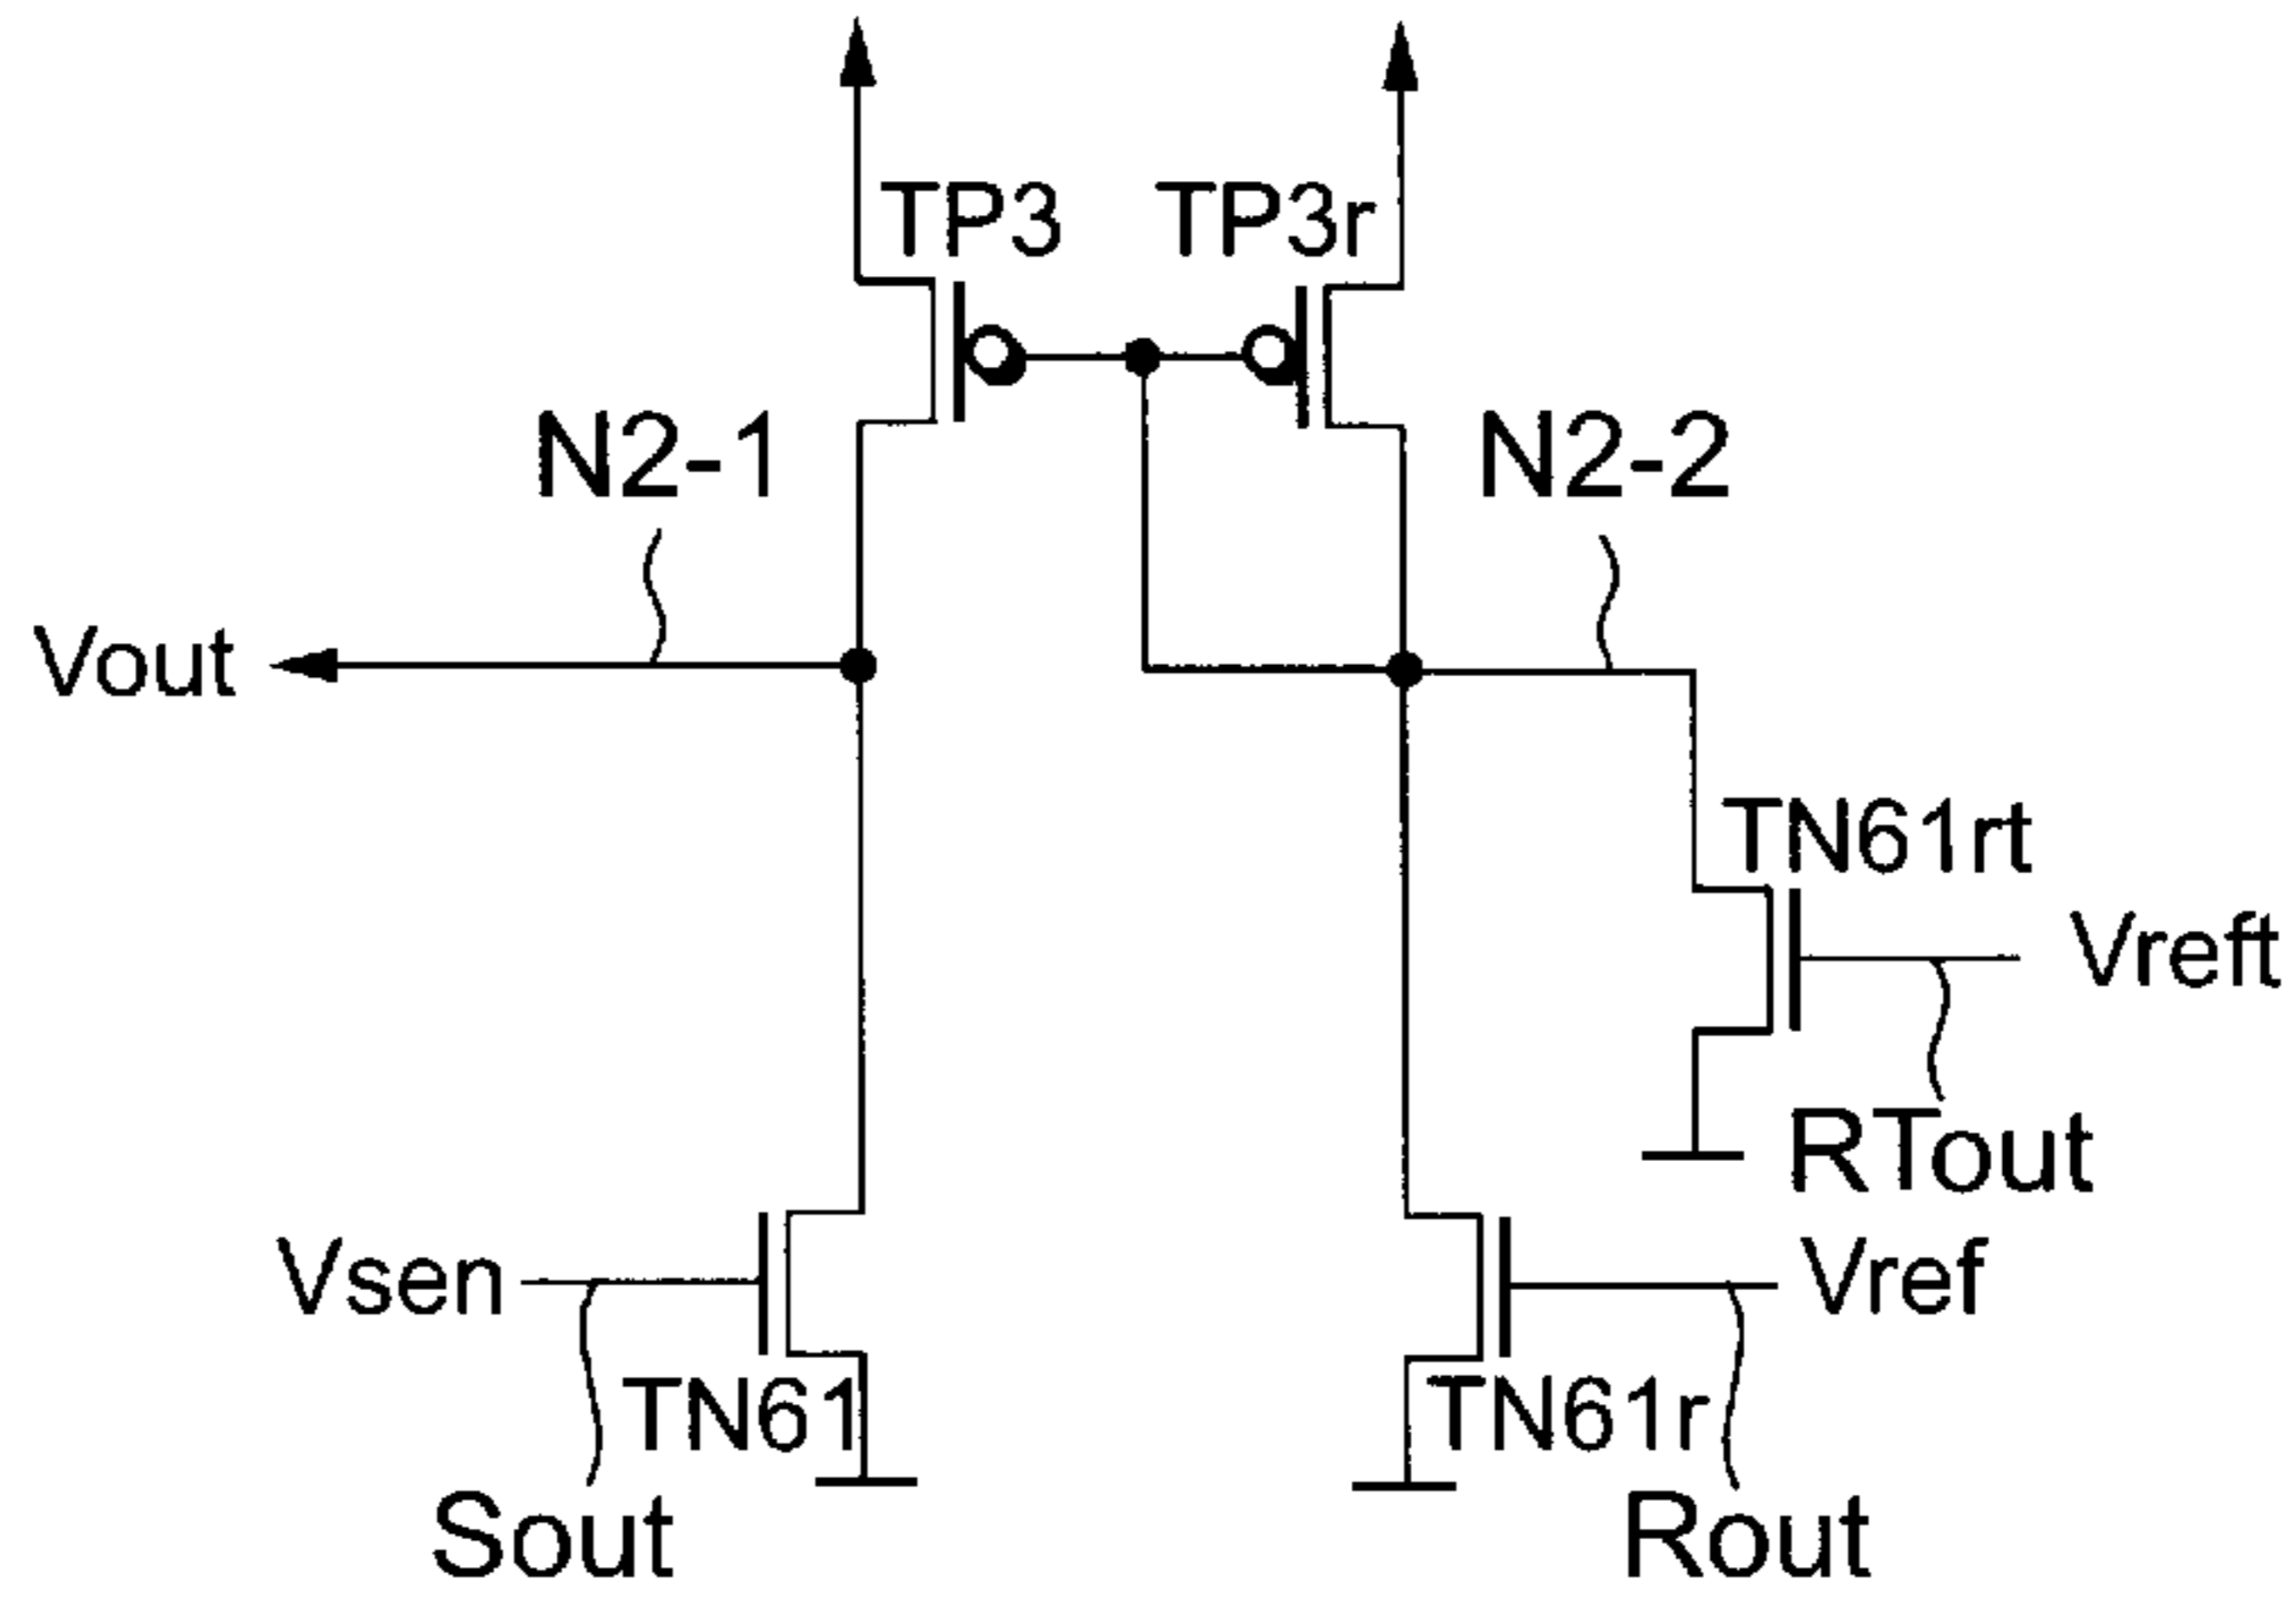 TP3
TP3r
N2-1
N2-2
Vout
TN61rt
Vreft
RTout
Vsen
Vref
TN61
TN61r
Sout
Rout